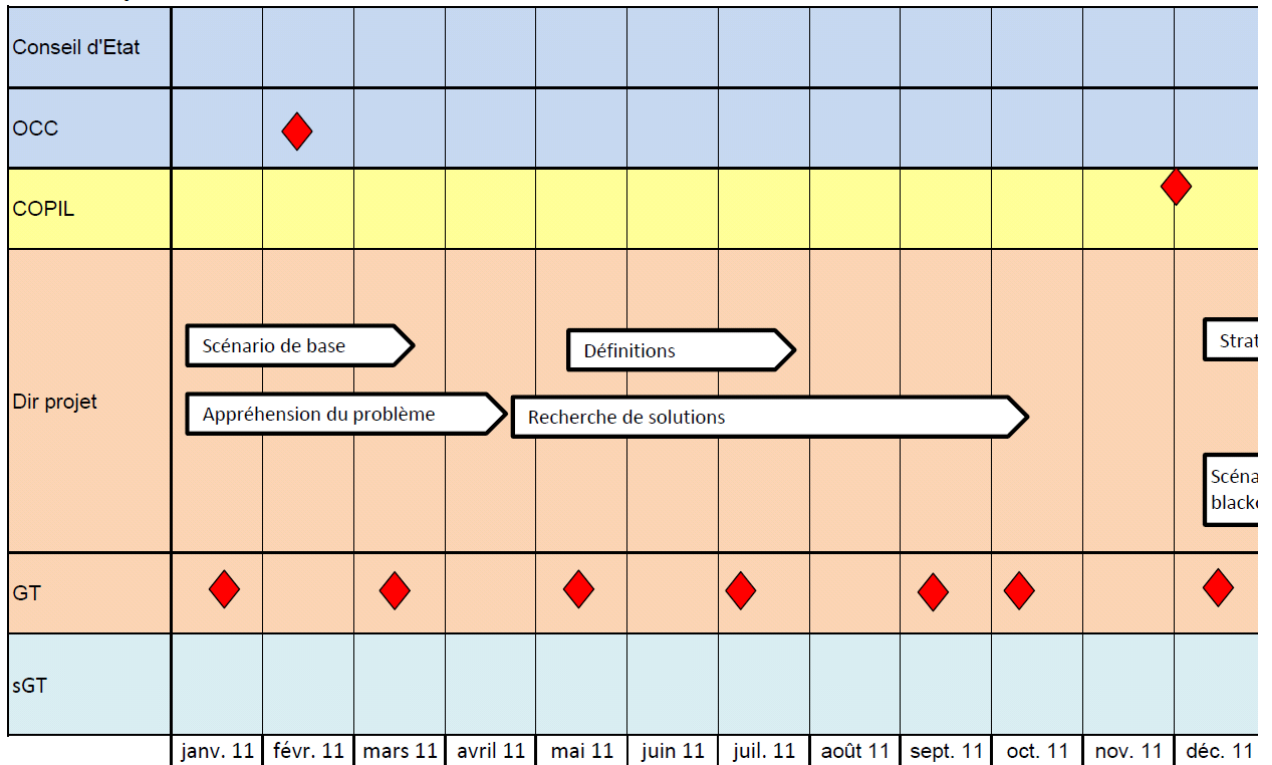 Conseil d'Etat
OCC
COPIL
Scénario de base
Définitions
Dir projet
Appréhension du problème
Recherche de solutions
GT
sGT
janv. 11 févr. 11 mars 11 avril 11 mai 11 juin 11 juil. 11 août 11 sept. 11 oct. 11 nov. 11 déc. 11